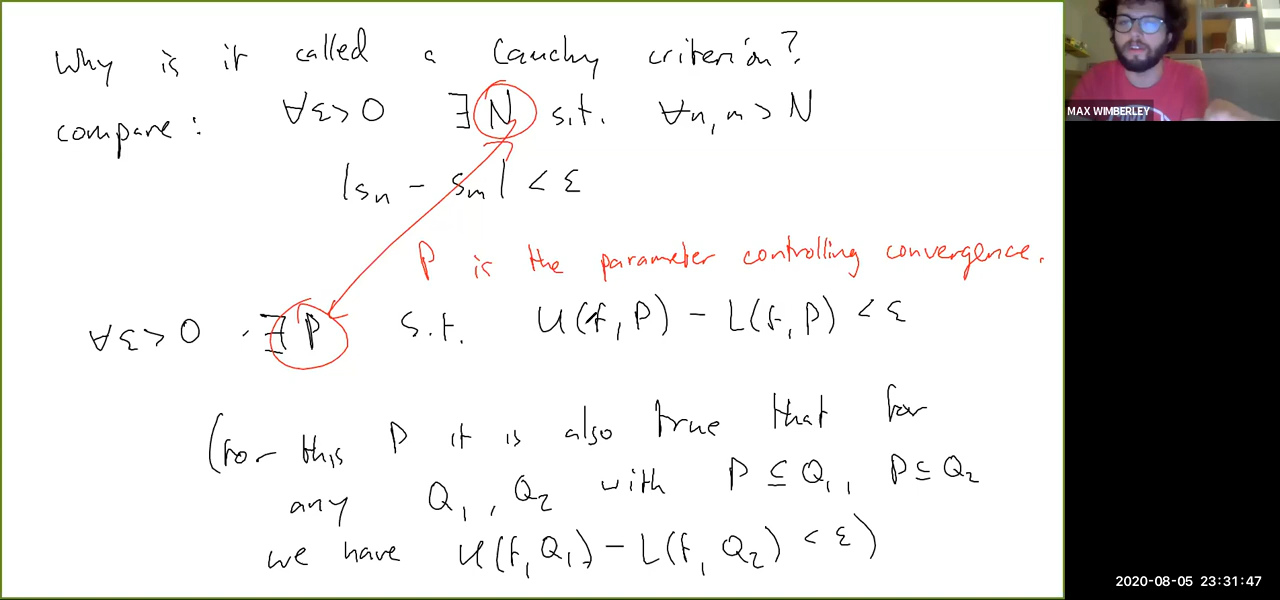 Why is it called a Cauchy criterion?
compare: ∀ε>0 ∃N s.t. ∀n,m > N
|sn - sm| < ε
P is the parameter controlling convergence.
∀ε>0 ∃P s.t. U(f,P) - L(f,P) < ε
(for this P it is also true that for
any Q1, Q2 with P ⊆ Q1, P ⊆ Q2
we have U(f,Q1) - L(f,Q2) < ε)
MAX WIMBERLEY
2020-08-05 23:31:47